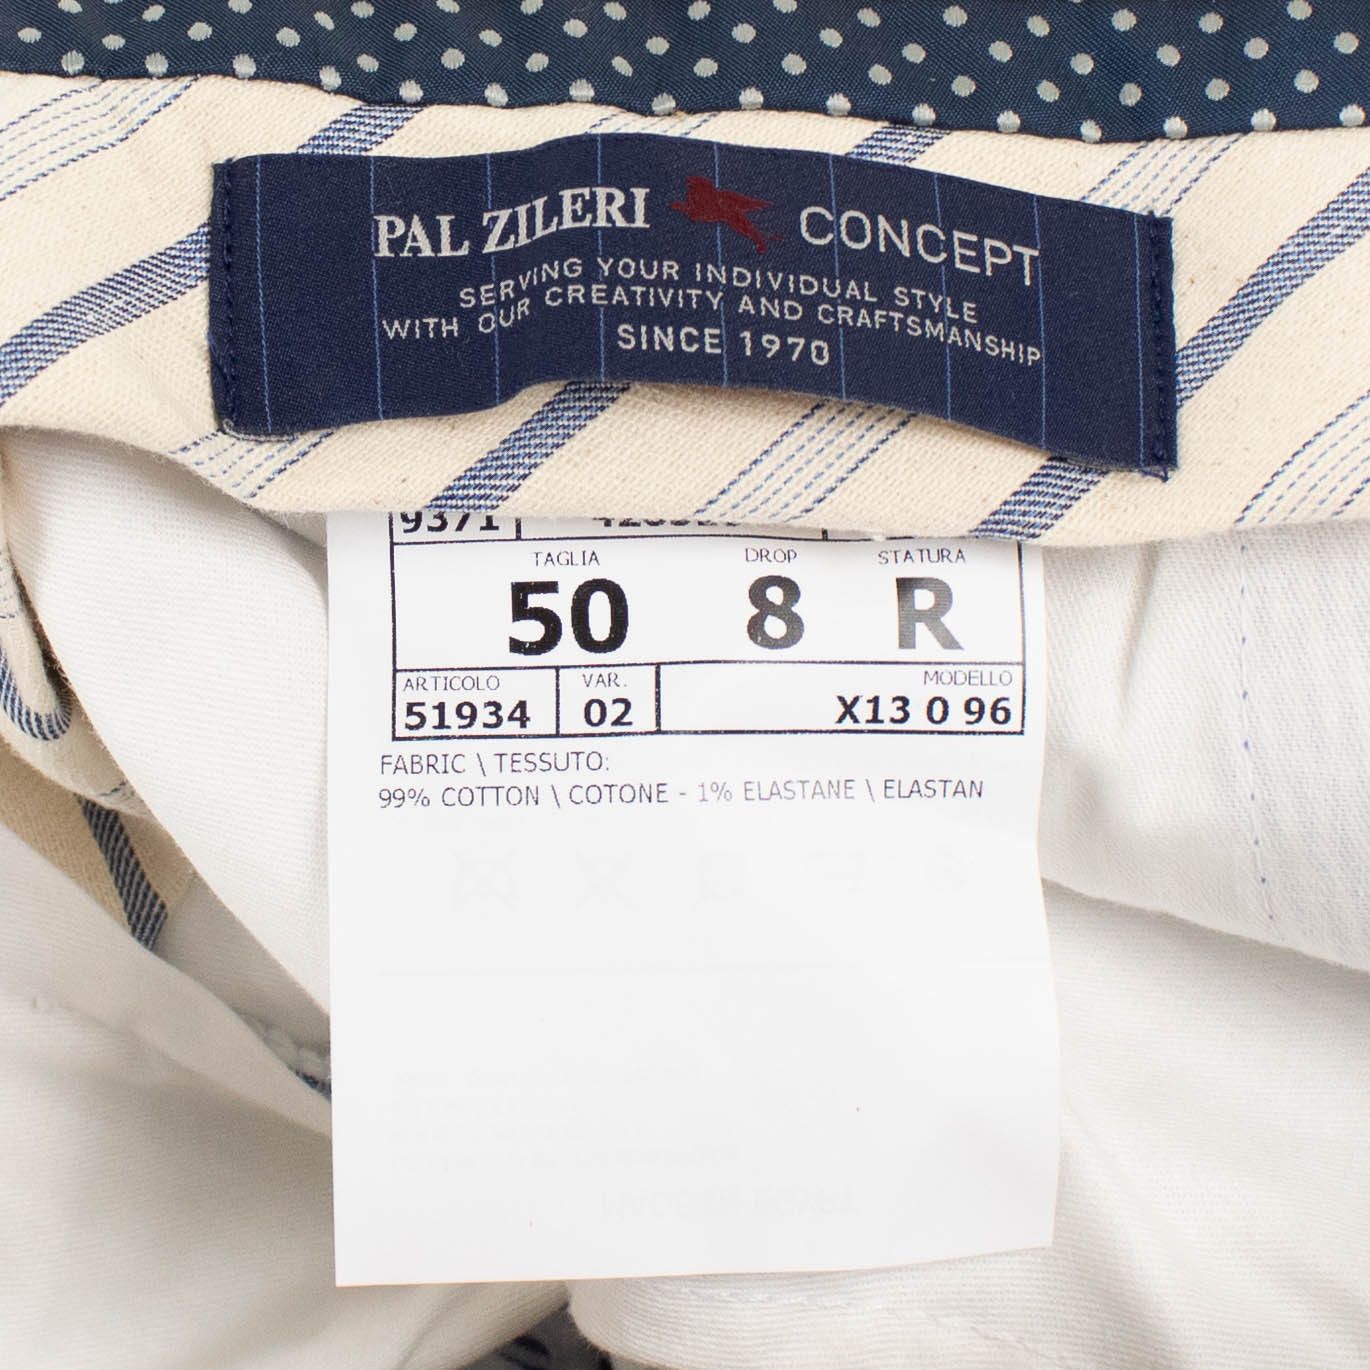 PAL ZILERI CONCEPT
SERVING YOUR INDIVIDUAL STYLE
WITH OUR CREATIVITY AND CRAFTSMANSHIP
SINCE 1970
9371
TAGLIA DROP STATURA
50 8 R
ARTICOLO VAR. MODELLO
51934 02 X13 0 96
FABRIC \ TESSUTO:
99% COTTON \ COTONE - 1% ELASTANE \ ELASTAN